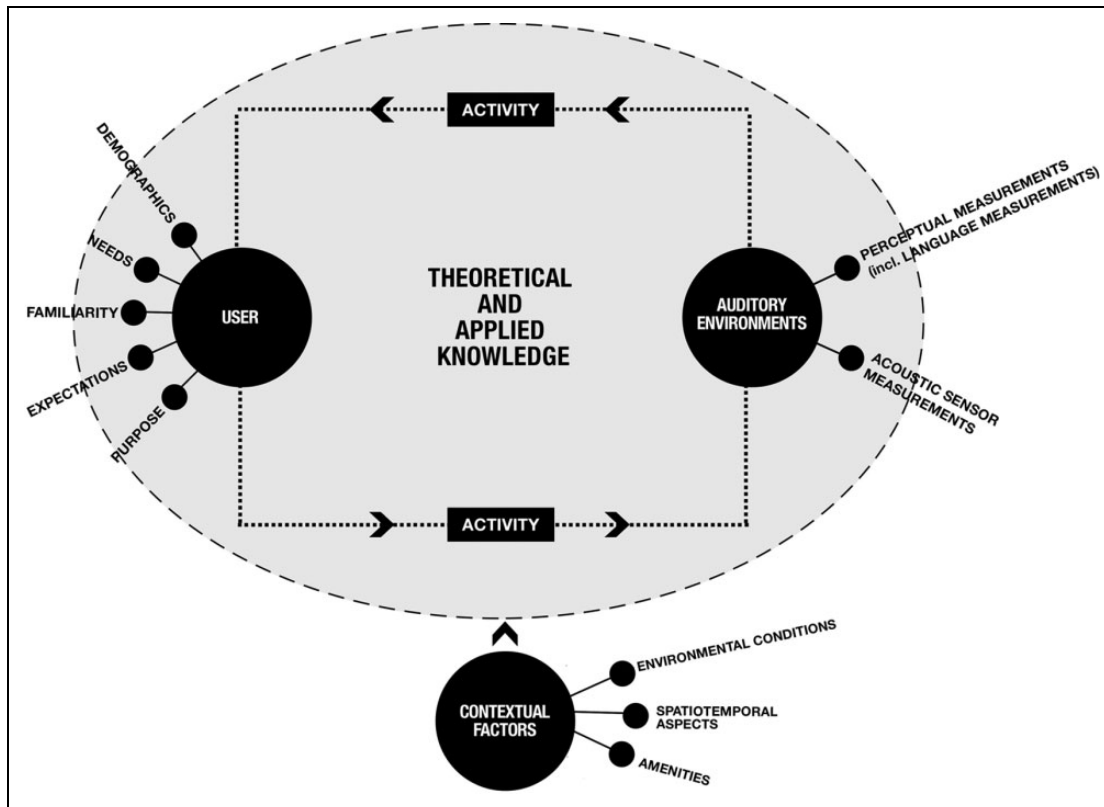 ACTIVITY
DEMOGRAPHICS
NEEDS
FAMILIARITY
EXPECTATIONS
PURPOSE
USER
THEORETICAL
AND
APPLIED
KNOWLEDGE
AUDITORY
ENVIRONMENTS
PERCEPTUAL MEASUREMENTS
(incl. LANGUAGE MEASUREMENTS)
ACOUSTIC SENSOR
MEASUREMENTS
ACTIVITY
CONTEXTUAL
FACTORS
ENVIRONMENTAL CONDITIONS
SPATIOTEMPORAL
ASPECTS
AMENITIES